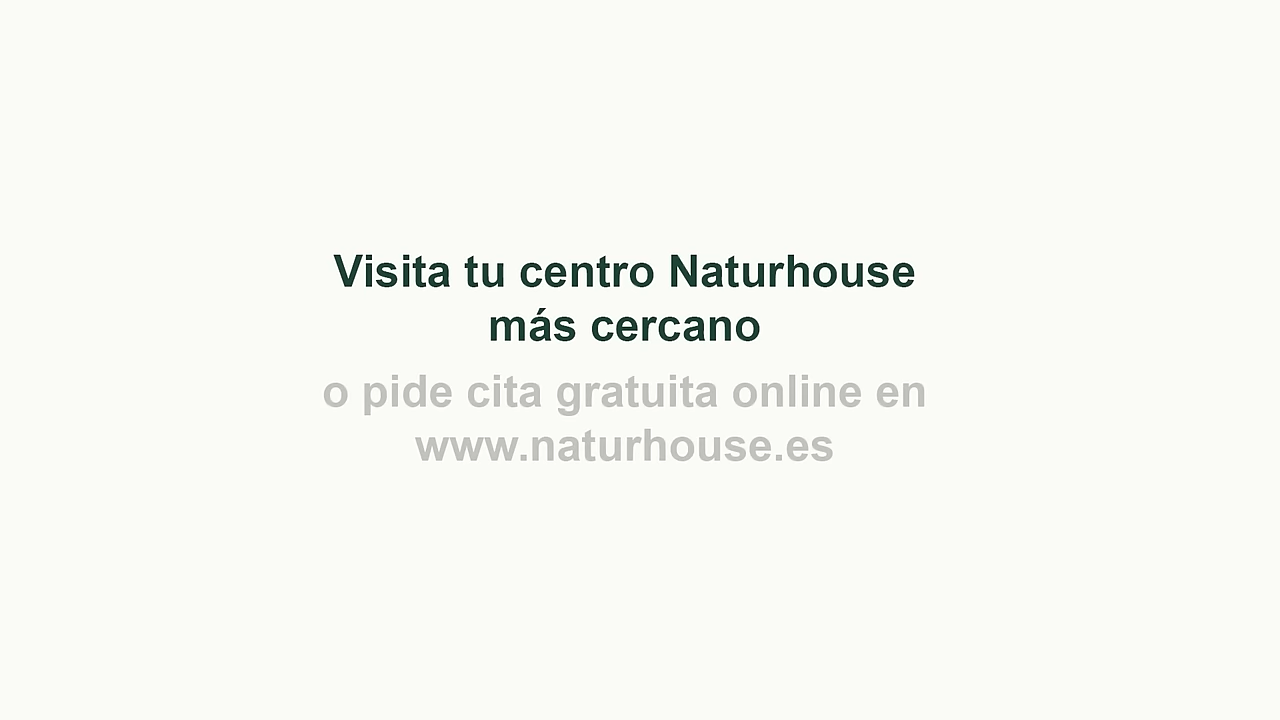 Visita tu centro Naturhouse
más cercano
o pide cita gratuita online en
www.naturhouse.es